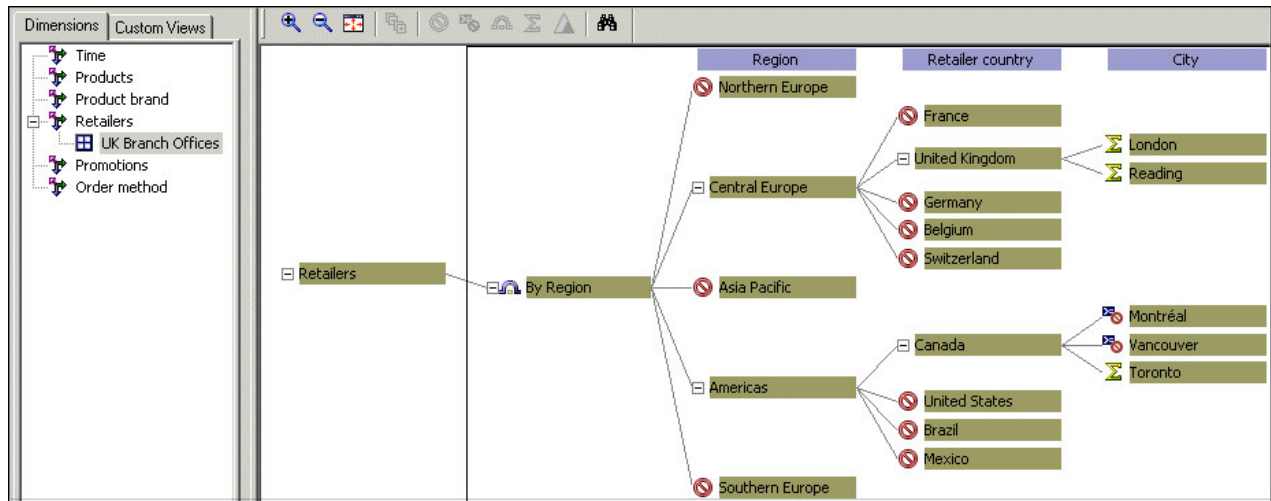 Dimensions Custom Views
Time
Products
Product brand
Retailers
UK Branch Offices
Promotions
Order method
Region Retailer country City
Northern Europe
France
United Kingdom
London
Reading
Central Europe
Germany
Belgium
Switzerland
Retailers
By Region
Asia Pacific
Montréal
Canada
Vancouver
Toronto
Americas
United States
Brazil
Mexico
Southern Europe